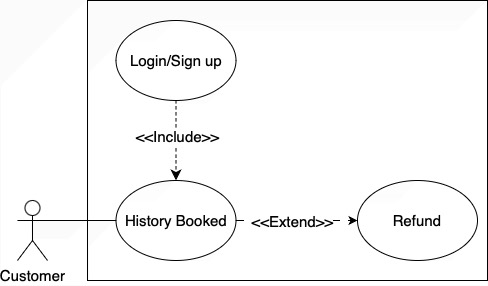 Login/Sign up
<<Include>>
History Booked
<<Extend>>
Refund
Customer